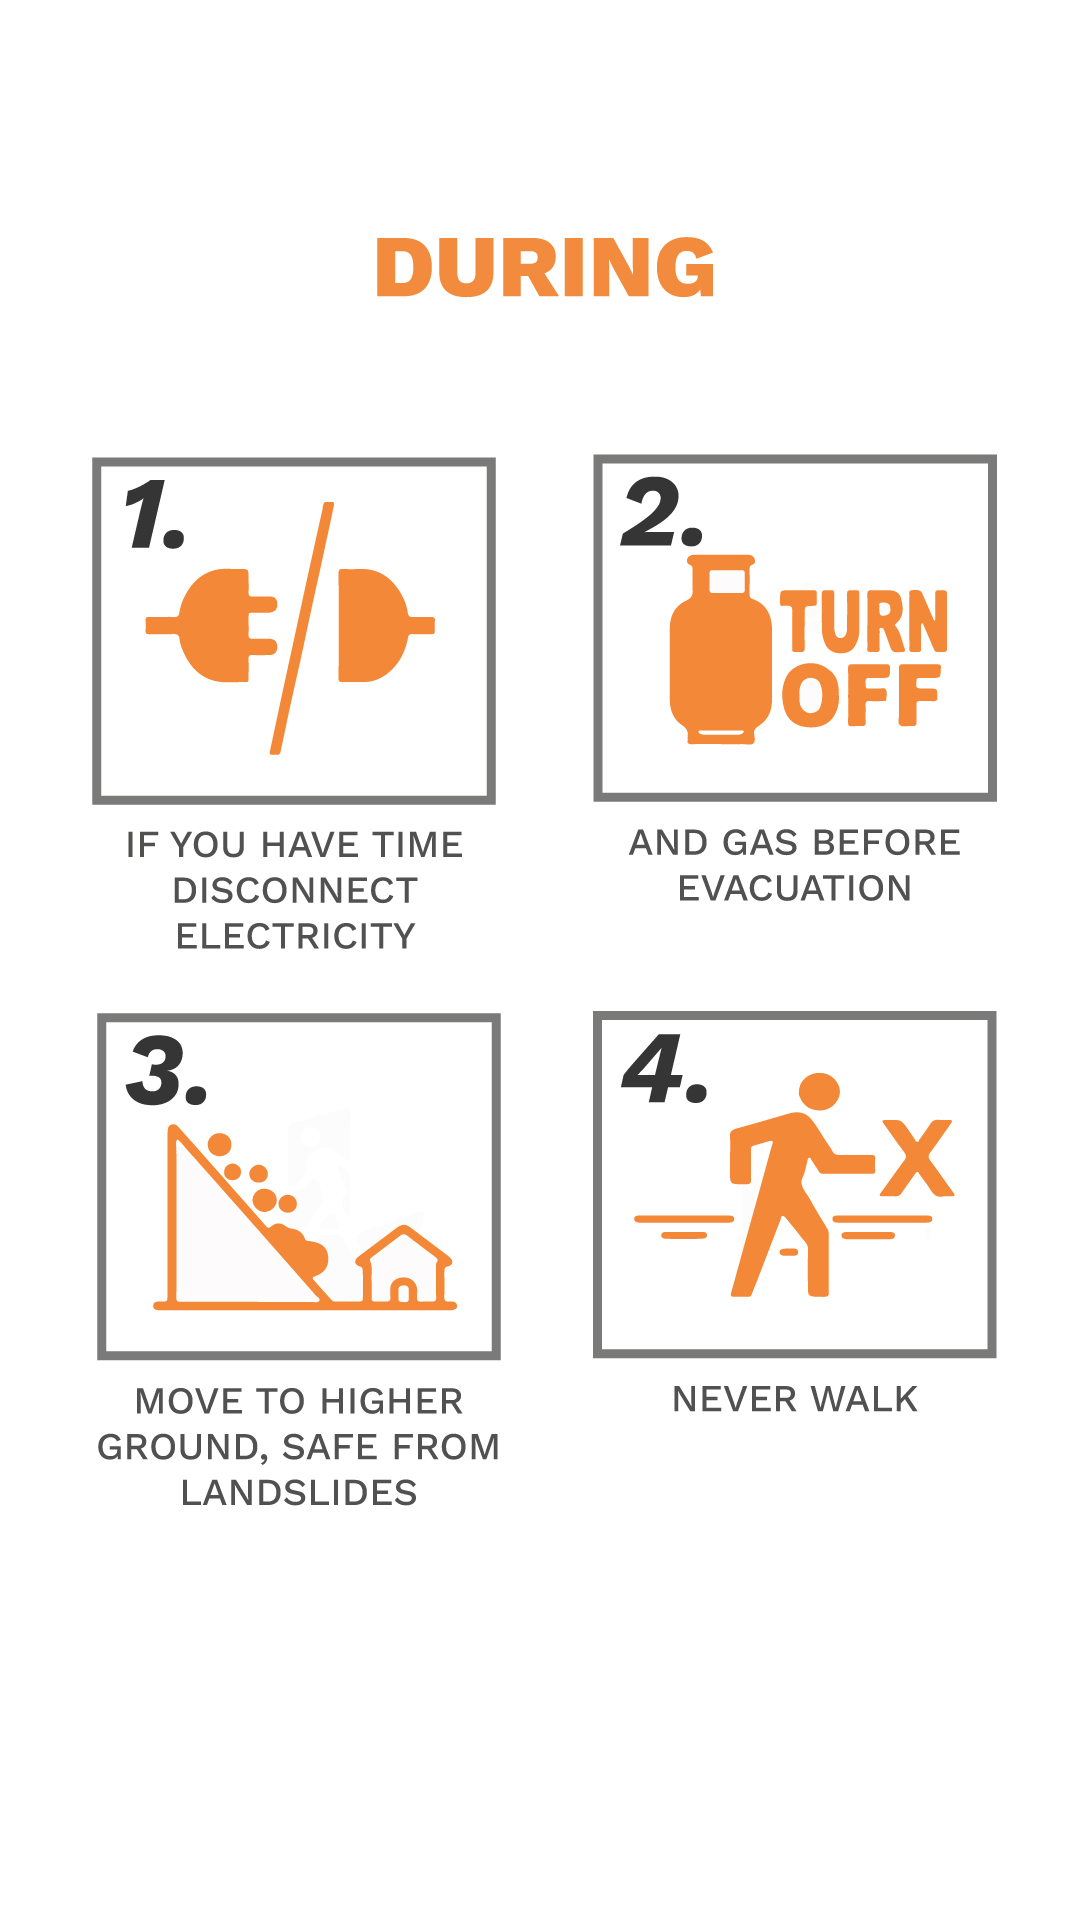 DURING
1.
IF YOU HAVE TIME
DISCONNECT
ELECTRICITY
2.
TURN
OFF
AND GAS BEFORE
EVACUATION
3.
MOVE TO HIGHER
GROUND, SAFE FROM
LANDSLIDES
4.
X
NEVER WALK